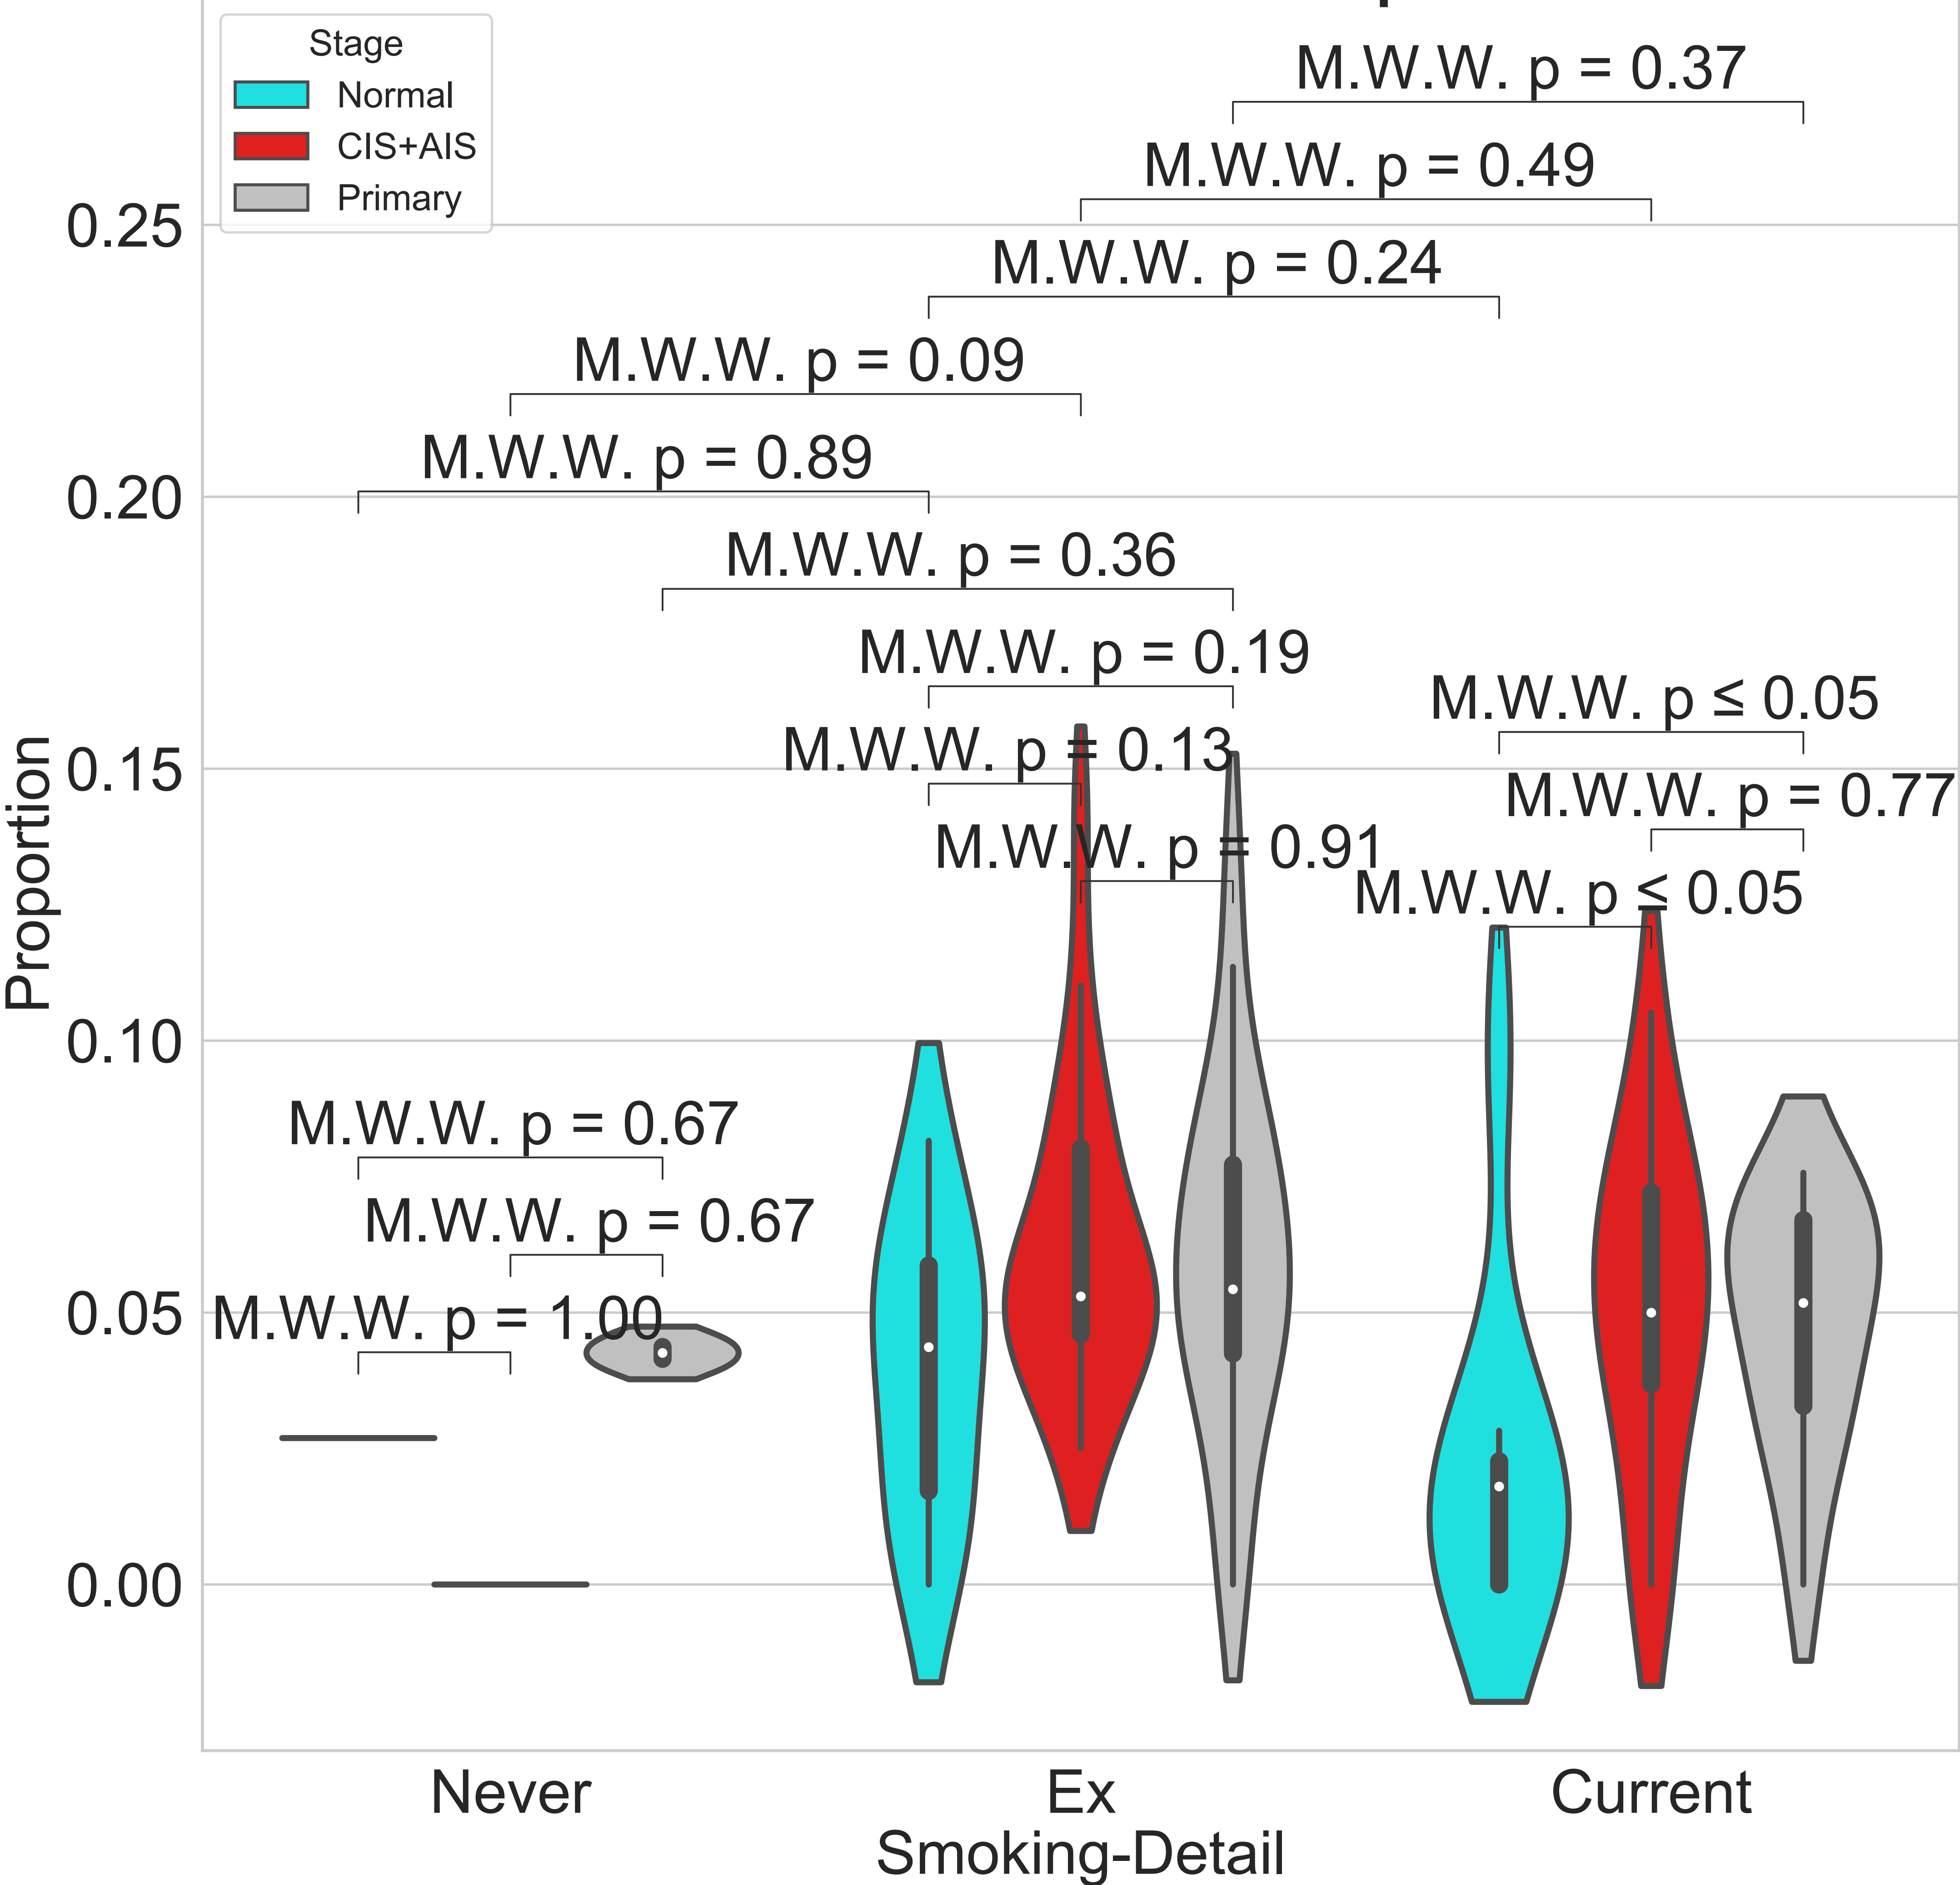 Stage
Normal
CIS+AIS
Primary
M.W.W. p = 0.37
M.W.W. p = 0.49
M.W.W. p = 0.24
M.W.W. p = 0.09
M.W.W. p = 0.89
M.W.W. p = 0.36
M.W.W. p = 0.19
M.W.W. p ≤ 0.05
M.W.W. p = 0.13
M.W.W. p = 0.77
M.W.W. p = 0.91
M.W.W. p ≤ 0.05
M.W.W. p = 0.67
M.W.W. p = 0.67
M.W.W. p = 1.00
0.25
0.20
0.15
0.10
0.05
0.00
Proportion
Never
Ex
Current
Smoking-Detail